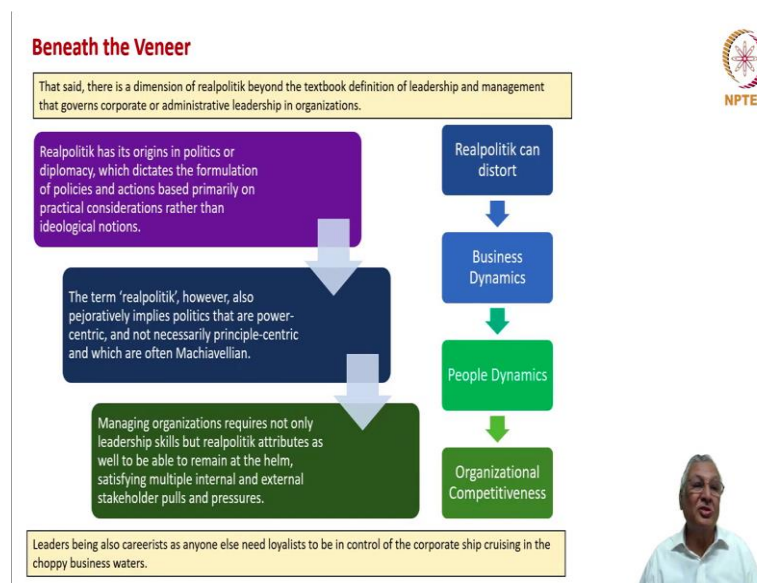 Beneath the Veneer
That said, there is a dimension of realpolitik beyond the textbook definition of leadership and management
that governs corporate or administrative leadership in organizations.
NPTE
Realpolitik has its origins in politics or
diplomacy, which dictates the formulation
of policies and actions based primarily on
practical considerations rather than
ideological notions.
The term ‘realpolitik’, however, also
pejoratively implies politics that are power-
centric, and not necessarily principle-centric
and which are often Machiavellian.
Managing organizations requires not only
leadership skills but realpolitik attributes as
well to be able to remain at the helm,
satisfying multiple internal and external
stakeholder pulls and pressures.
Realpolitik can
distort
Business
Dynamics
People Dynamics
Organizational
Competitiveness
Leaders being also careerists as anyone else need loyalists to be in control of the corporate ship cruising in the
choppy business waters.